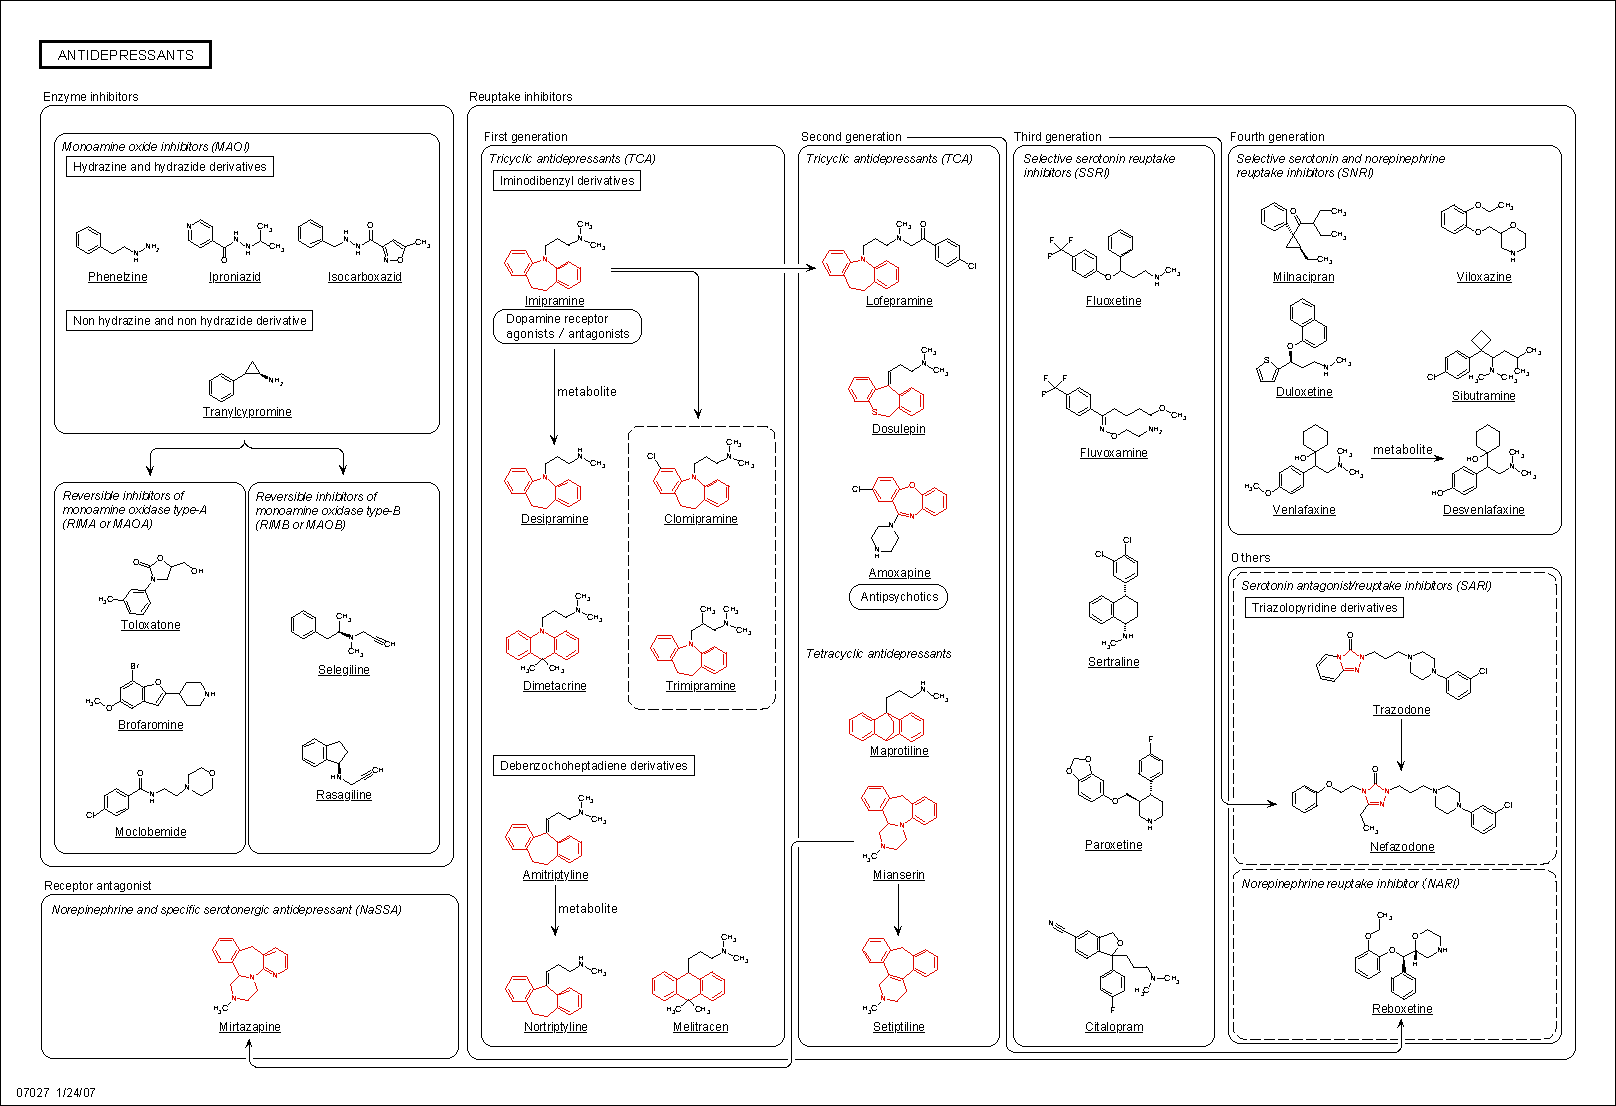 ANTIDEPRESSANTS
Enzyme inhibitors
Monoamine oxide inhibitors (MAOI)
Hydrazine and hydrazide derivatives
Phenelzine
Iproniazid
Isocarboxazid
Non hydrazine and non hydrazide derivative
Tranylcypromine
Reversible inhibitors of
monoamine oxidase type-A
(RIMA or MAOA)
Toloxatone
Brofaromine
Moclobemide
Reversible inhibitors of
monoamine oxidase type-B
(RIMB or MAOB)
Selegiline
Rasagiline
Receptor antagonist
Norepinephrine and specific serotonergic antidepressant (NaSSA)
Mirtazapine
Reuptake inhibitors
First generation
Tricyclic antidepressants (TCA)
Iminodibenzyl derivatives
Imipramine
Dopamine receptor
agonists / antagonists
metabolite
Desipramine
Clomipramine
Dimetacrine
Trimipramine
Debenzochoheptadiene derivatives
Amitriptyline
metabolite
Nortriptyline
Melitracen
Second generation
Tricyclic antidepressants (TCA)
Lofepramine
Dosulepin
Amoxapine
Antipsychotics
Tetracyclic antidepressants
Maprotiline
Mianserin
Setiptiline
Third generation
Selective serotonin reuptake
inhibitors (SSRI)
Fluoxetine
Fluvoxamine
Sertraline
Paroxetine
Citalopram
Fourth generation
Selective serotonin and norepinephrine
reuptake inhibitors (SNRI)
Milnacipran
Viloxazine
Duloxetine
Sibutramine
Venlafaxine
metabolite
Desvenlafaxine
Others
Serotonin antagonist/reuptake inhibitors (SARI)
Triazolopyridine derivatives
Trazodone
Nefazodone
Norepinephrine reuptake inhibitor (NARI)
Reboxetine
07027 1/24/07